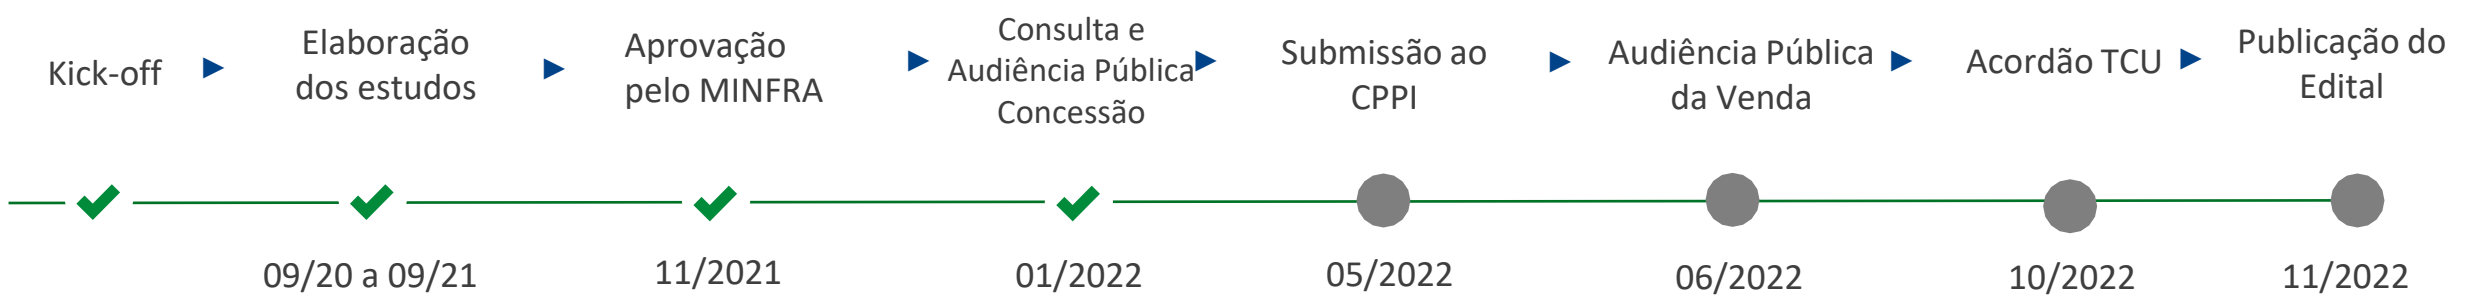 Kick-off
Elaboração
dos estudos
Aprovação
pelo MINFRA
Consulta e
Audiência Pública
Concessão
Submissão ao
CPPI
Audiência Pública
da Venda
Acordão TCU
Publicação do
Edital
09/20 a 09/21
11/2021
01/2022
05/2022
06/2022
10/2022
11/2022